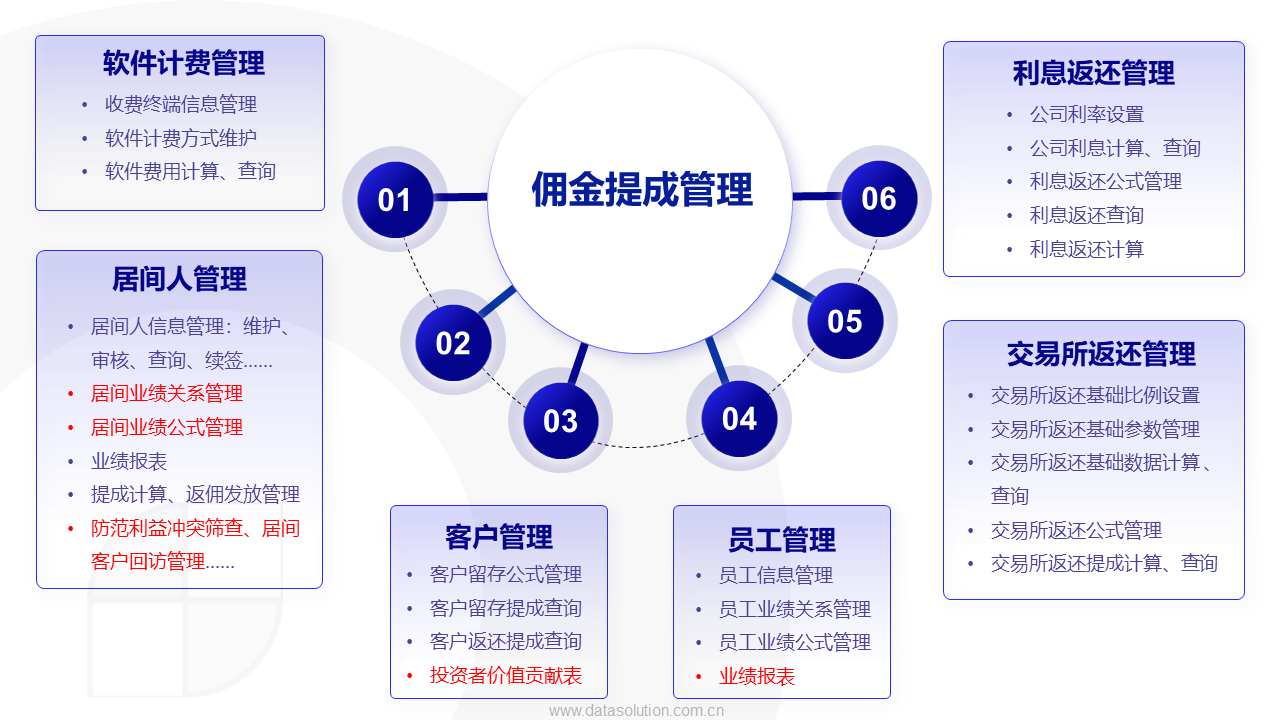 佣金提成管理
01
02
03
04
05
06
软件计费管理
• 收费终端信息管理
• 软件计费方式维护
• 软件费用计算、查询
居间人管理
• 居间人信息管理：维护、
审核、查询、续签......
• 居间业绩关系管理
• 居间业绩公式管理
• 业绩报表
• 提成计算、返佣发放管理
• 防范利益冲突筛查、居间
客户回访管理......
客户管理
• 客户留存公式管理
• 客户留存提成查询
• 客户返还提成查询
• 投资者价值贡献表
员工管理
• 员工信息管理
• 员工业绩关系管理
• 员工业绩公式管理
• 业绩报表
利息返还管理
• 公司利率设置
• 公司利息计算、查询
• 利息返还公式管理
• 利息返还查询
• 利息返还计算
交易所返还管理
• 交易所返还基础比例设置
• 交易所返还基础参数管理
• 交易所返还基础数据计算、
查询
• 交易所返还公式管理
• 交易所返还提成计算、查询
www.datasolution.com.cn